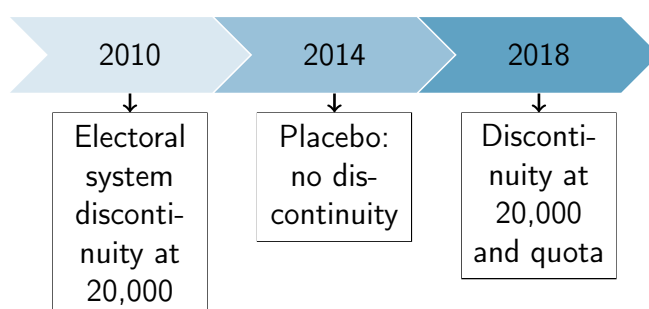 2010
2014
2018
Electoral
system
disconti-
nuity at
20,000
Placebo:
no dis-
continuity
Disconti-
nuity at
20,000
and quota